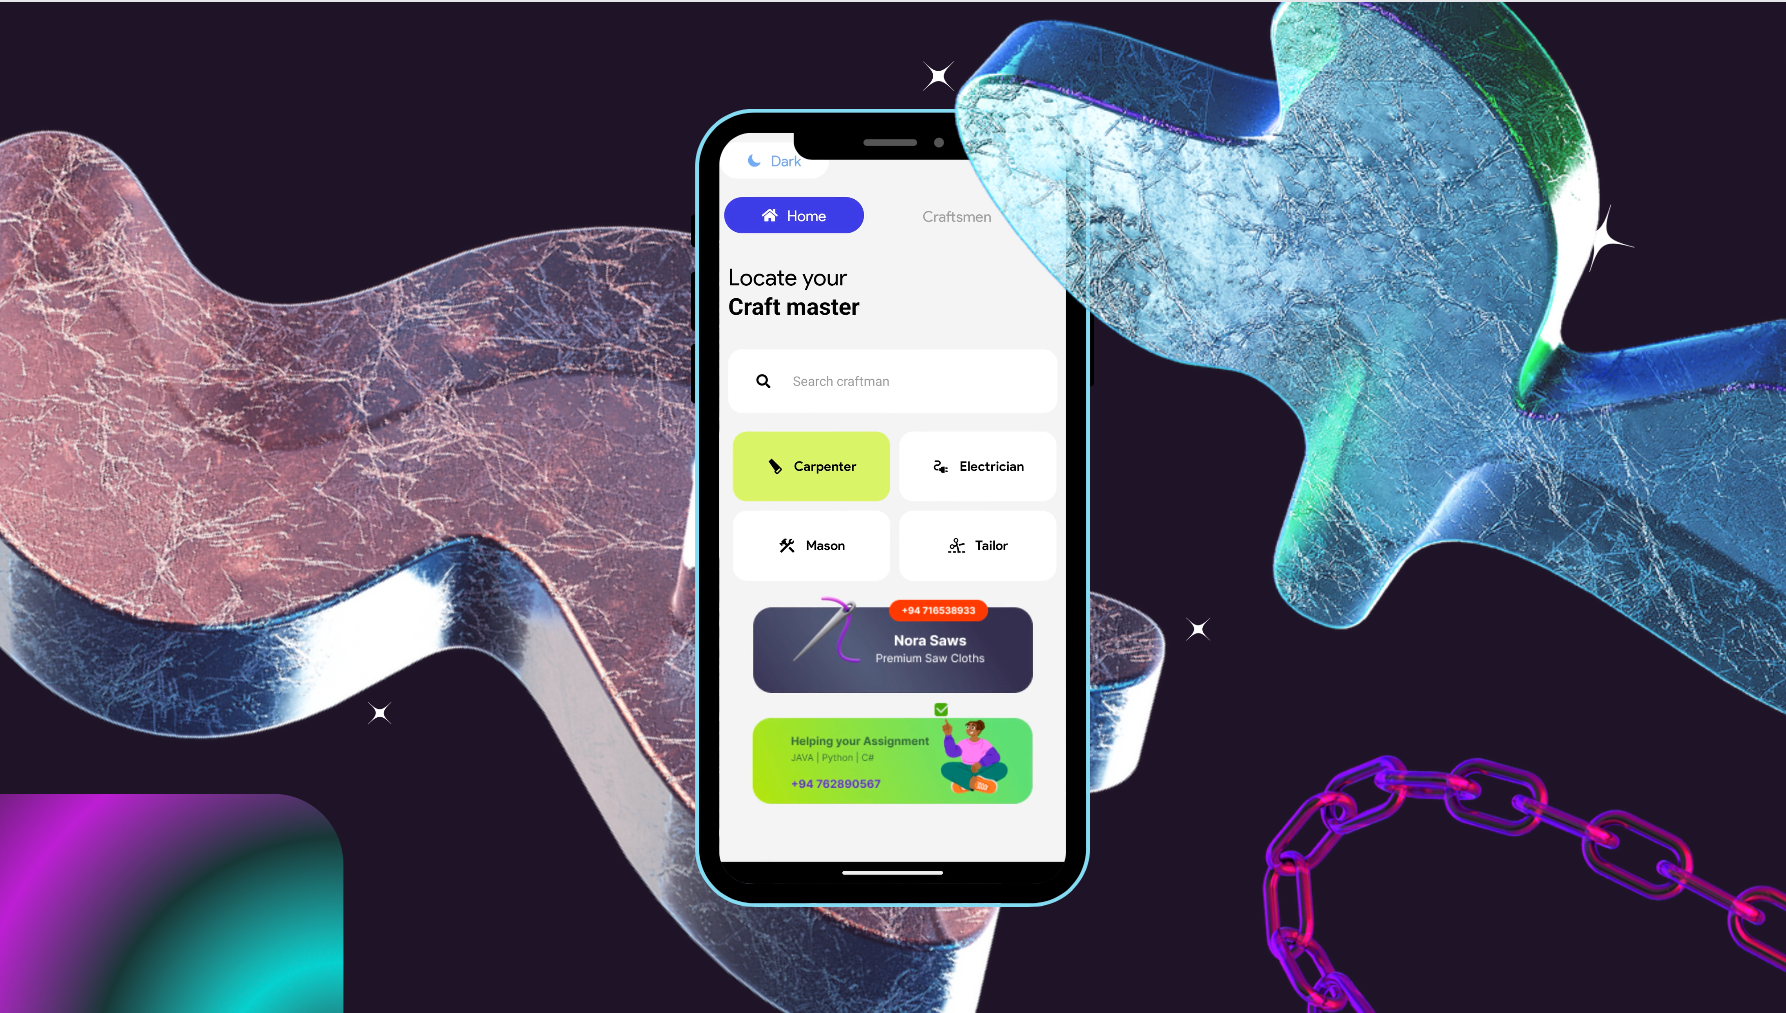 Dark
Home
Craftsmen
Locate your
Craft master
Search craftman
Carpenter
Electrician
Mason
Tailor
+94 716538933
Nora Saws
Premium Saw Cloths
Helping your Assignment
JAVA | Python | C#
+94 762890567